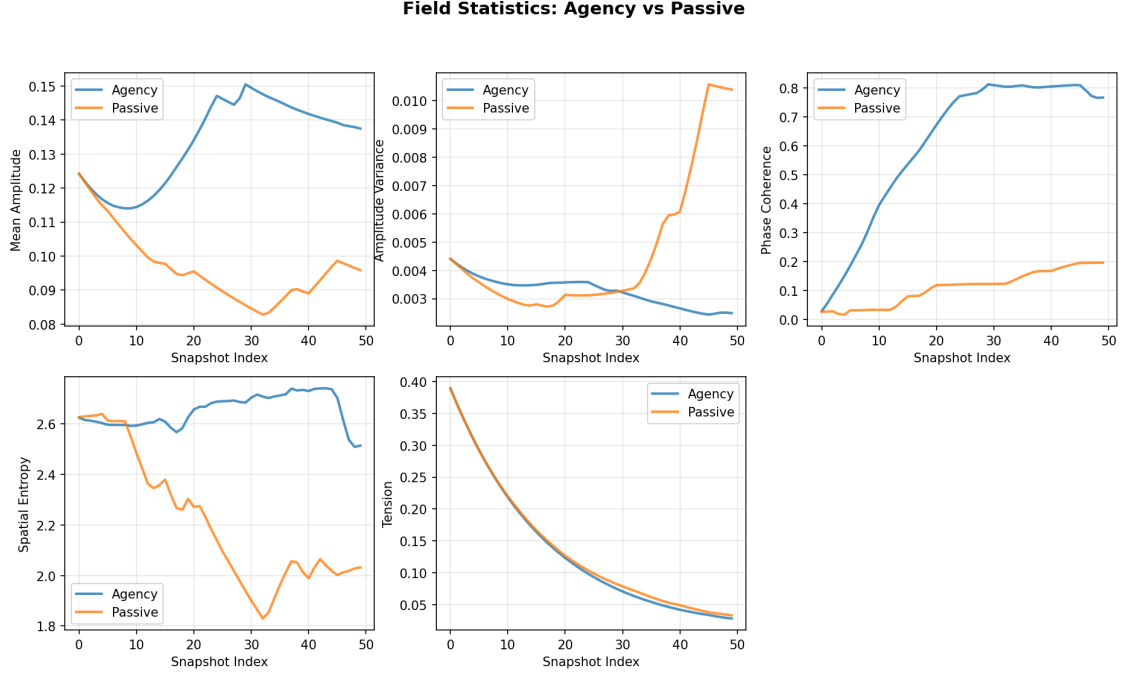 Field Statistics: Agency vs Passive
Mean Amplitude
0.15
0.14
0.13
0.12
0.11
0.10
0.09
0.08
Agency
Passive
0 10 20 30 40 50
Snapshot Index
Amplitude Variance
0.010
0.009
0.008
0.007
0.006
0.005
0.004
0.003
Agency
Passive
0 10 20 30 40 50
Snapshot Index
Phase Coherence
0.8
0.7
0.6
0.5
0.4
0.3
0.2
0.1
0.0
Agency
Passive
0 10 20 30 40 50
Snapshot Index
Spatial Entropy
2.6
2.4
2.2
2.0
1.8
Agency
Passive
0 10 20 30 40 50
Snapshot Index
Tension
0.40
0.35
0.30
0.25
0.20
0.15
0.10
0.05
Agency
Passive
0 10 20 30 40 50
Snapshot Index